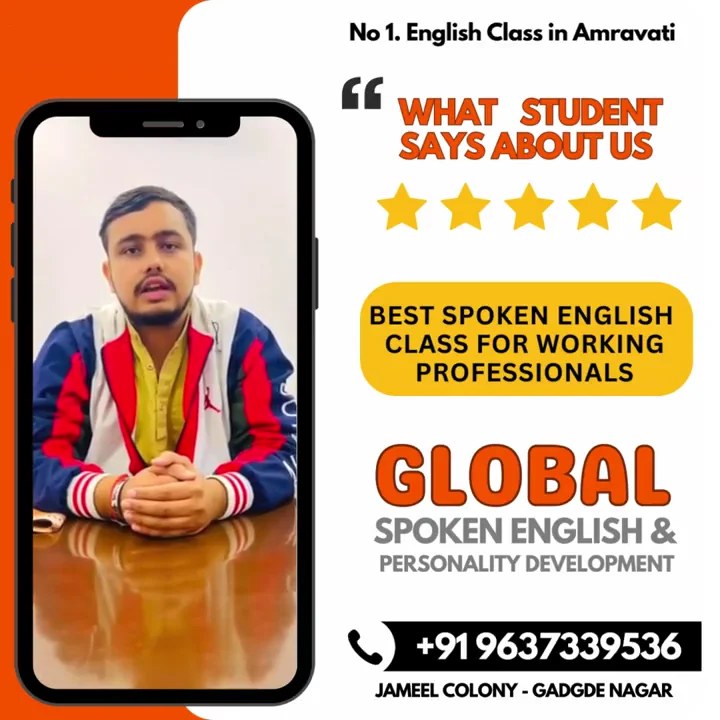 No 1. English Class in Amravati
“
WHAT STUDENT
SAYS ABOUT US
BEST SPOKEN ENGLISH
CLASS FOR WORKING
PROFESSIONALS
GLOBAL
SPOKEN ENGLISH &
PERSONALITY DEVELOPMENT
+91 9637339536
JAMEEL COLONY - GADGDE NAGAR